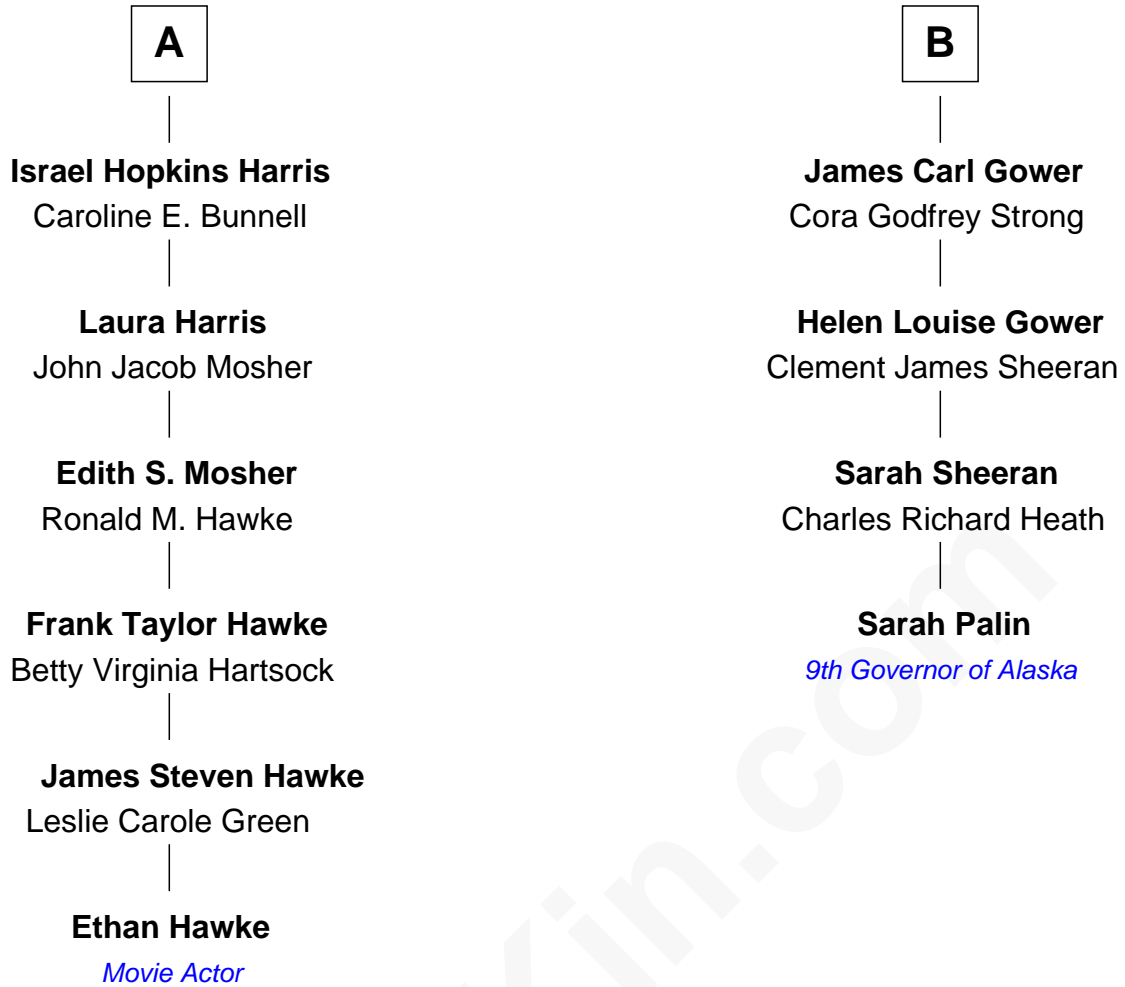 A
Israel Hopkins Harris
Caroline E. Bunnell
Laura Harris
John Jacob Mosher
Edith S. Mosher
Ronald M. Hawke
Frank Taylor Hawke
Betty Virginia Hartsock
James Steven Hawke
Leslie Carole Green
Ethan Hawke
Movie Actor
B
James Carl Gower
Cora Godfrey Strong
Helen Louise Gower
Clement James Sheeran
Sarah Sheeran
Charles Richard Heath
Sarah Palin
9th Governor of Alaska